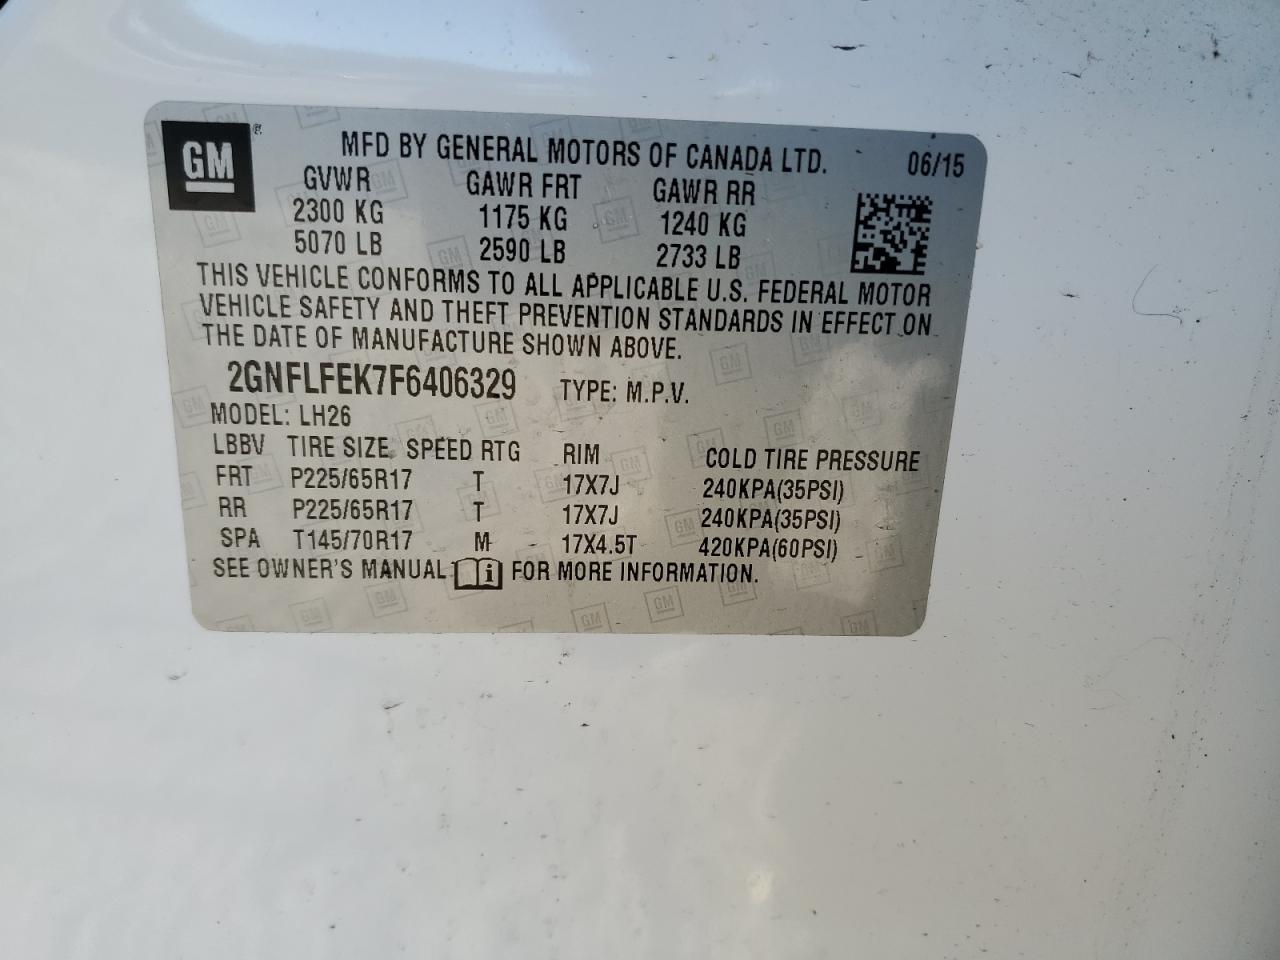 GM
MFD BY GENERAL MOTORS OF CANADA LTD. 06/15
GVWR GAWR FRT GAWR RR
2300 KG 1175 KG 1240 KG
5070 LB 2590 LB 2733 LB
THIS VEHICLE CONFORMS TO ALL APPLICABLE U.S. FEDERAL MOTOR
VEHICLE SAFETY AND THEFT PREVENTION STANDARDS IN EFFECT ON
THE DATE OF MANUFACTURE SHOWN ABOVE.
2GNFLFEK7F6406329 TYPE: M.P.V.
MODEL: LH26
LBBV TIRE SIZE SPEED RTG RIM COLD TIRE PRESSURE
FRT P225/65R17 T 17X7J 240KPA(35PSI)
RR P225/65R17 T 17X7J 240KPA(35PSI)
SPA T145/70R17 M 17X4.5T 420KPA(60PSI)
SEE OWNER'S MANUAL i FOR MORE INFORMATION.